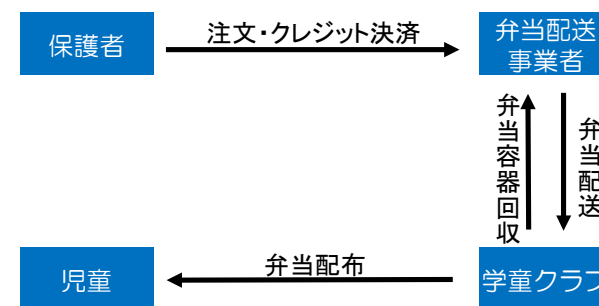 保護者
注文・クレジット決済
弁当配送
事業者
弁当容器回収
弁当配送
児童
弁当配布
学童クラブ